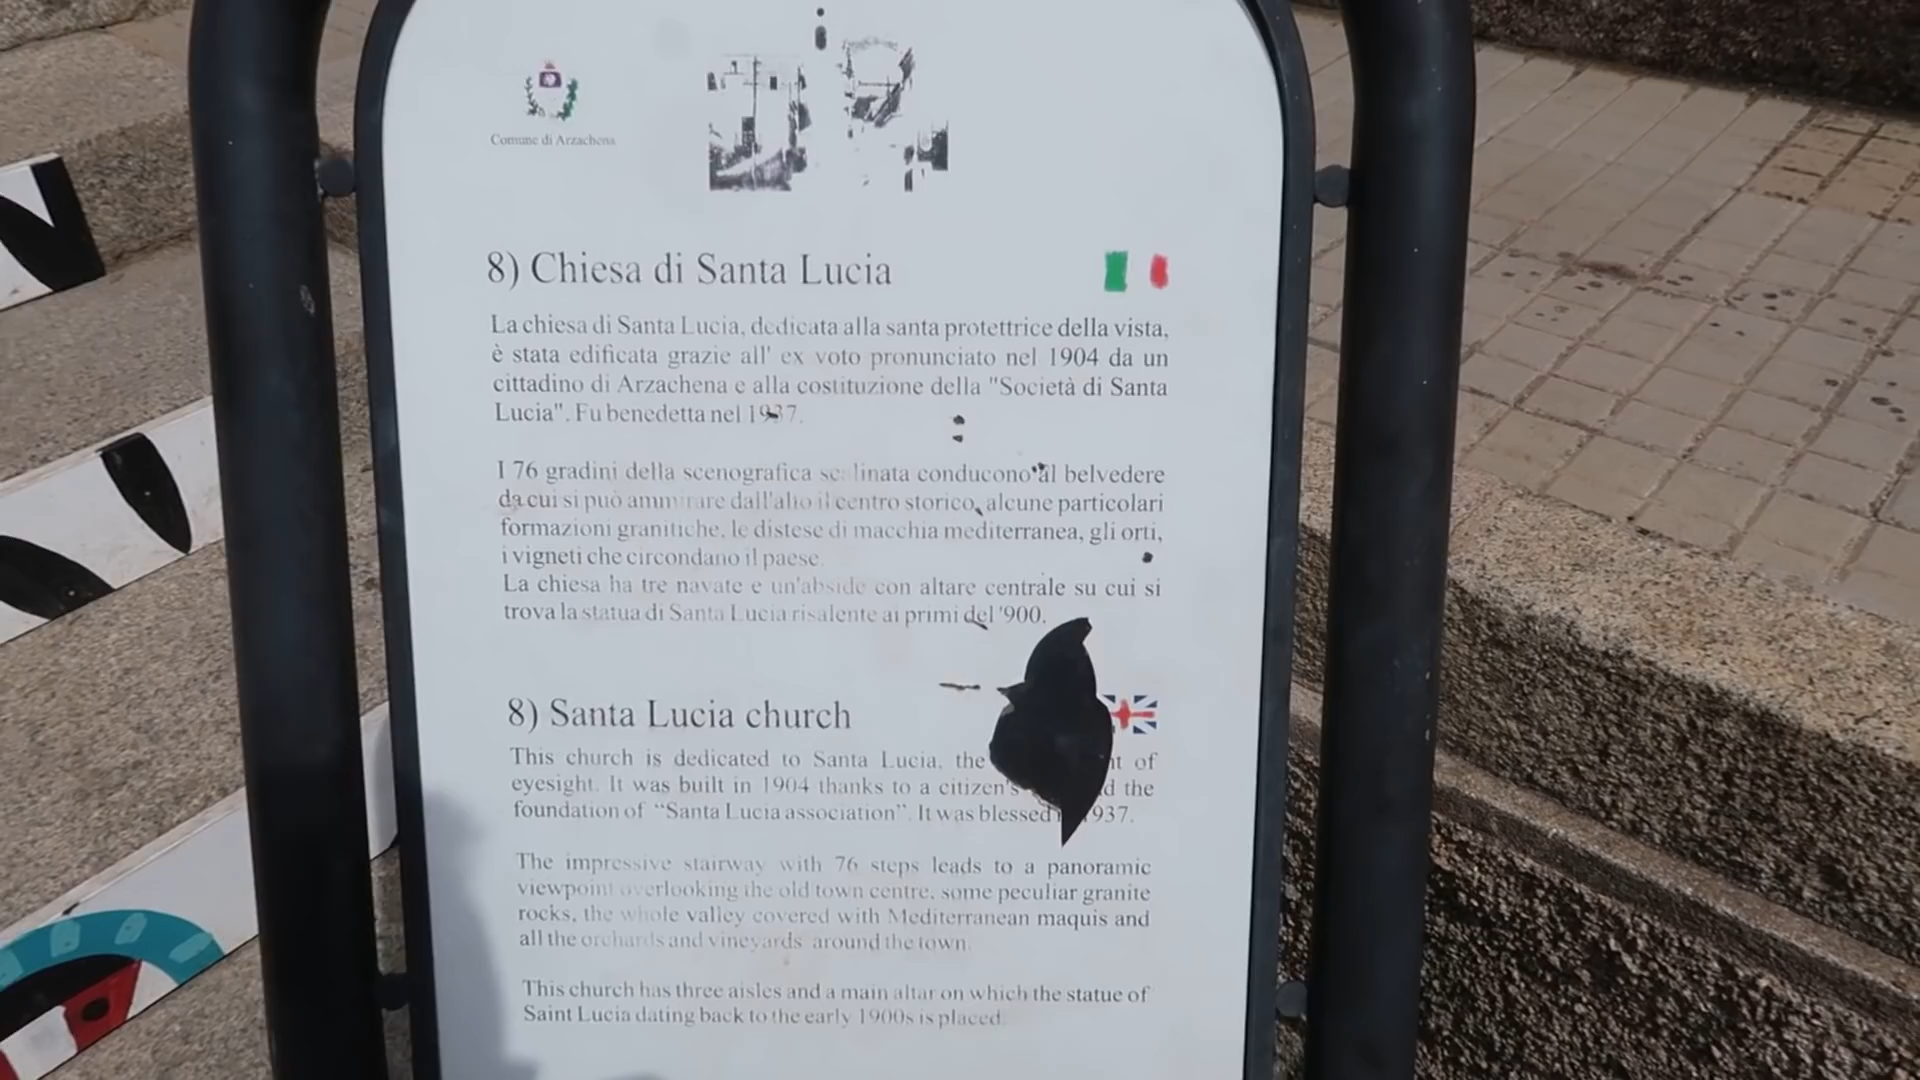 Comune di Arzachena
8) Chiesa di Santa Lucia
La chiesa di Santa Lucia, dedicata alla santa protettrice della vista,
è stata edificata grazie all' ex voto pronunciato nel 1904 da un
cittadino di Arzachena e alla costituzione della "Società di Santa
Lucia". Fu benedetta nel 1937.
I 76 gradini della scenografica scalinata conducono al belvedere
da cui si può ammirare dall'alto il centro storico, alcune particolari
formazioni granitiche, le distese di macchia mediterranea, gli orti,
i vigneti che circondano il paese.
La chiesa ha tre navate e un'abside con altare centrale su cui si
trova la statua di Santa Lucia risalente ai primi del '900.
8) Santa Lucia church
This church is dedicated to Santa Lucia, the of
eyesight. It was built in 1904 thanks to a citizen's the
foundation of “Santa Lucia association”. It was blessed 937.
The impressive stairway with 76 steps leads to a panoramic
viewpoint overlooking the old town centre, some peculiar granite
rocks, the whole valley covered with Mediterranean maquis and
all the orchards and vineyards around the town.
This church has three aisles and a main altar on which the statue of
Saint Lucia dating back to the early 1900s is placed.